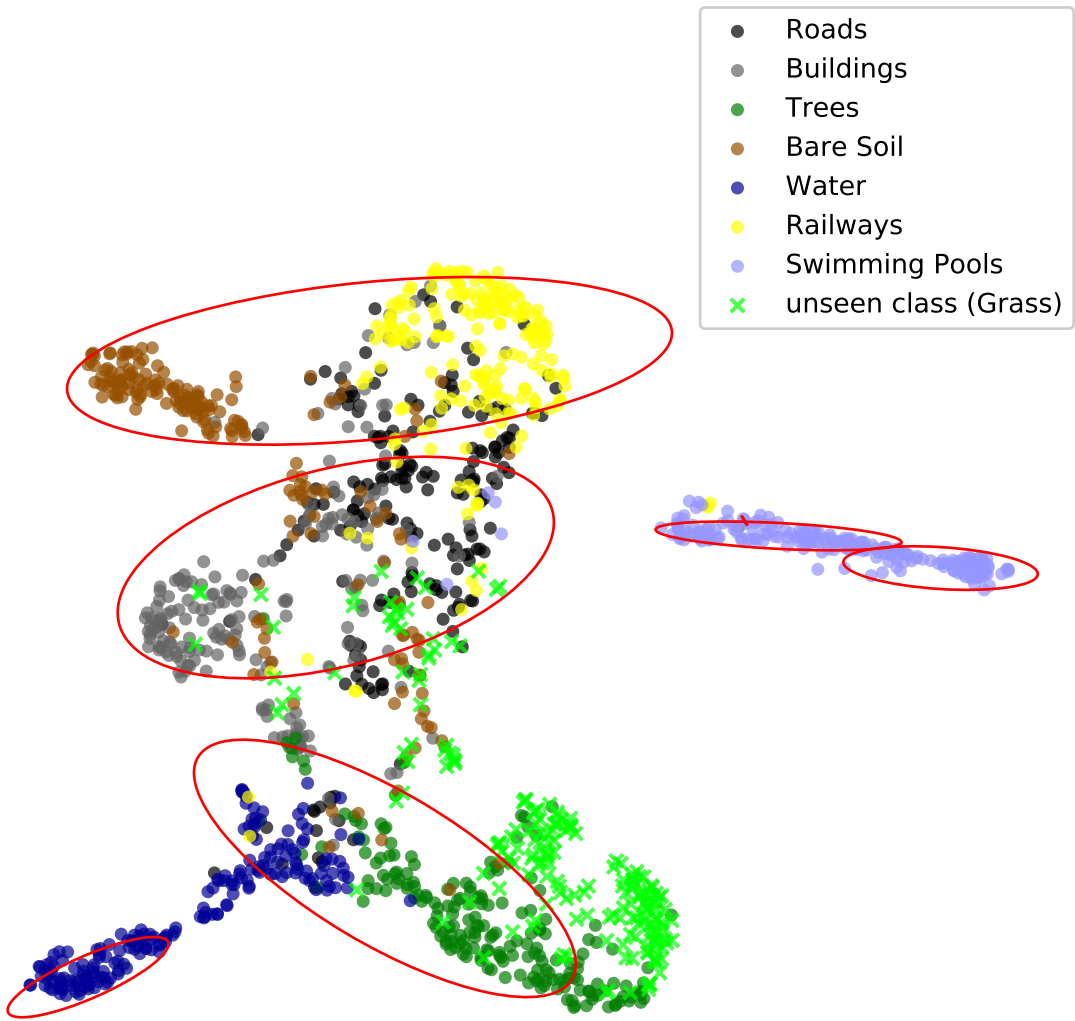 Roads
Buildings
Trees
Bare Soil
Water
Railways
Swimming Pools
unseen class (Grass)